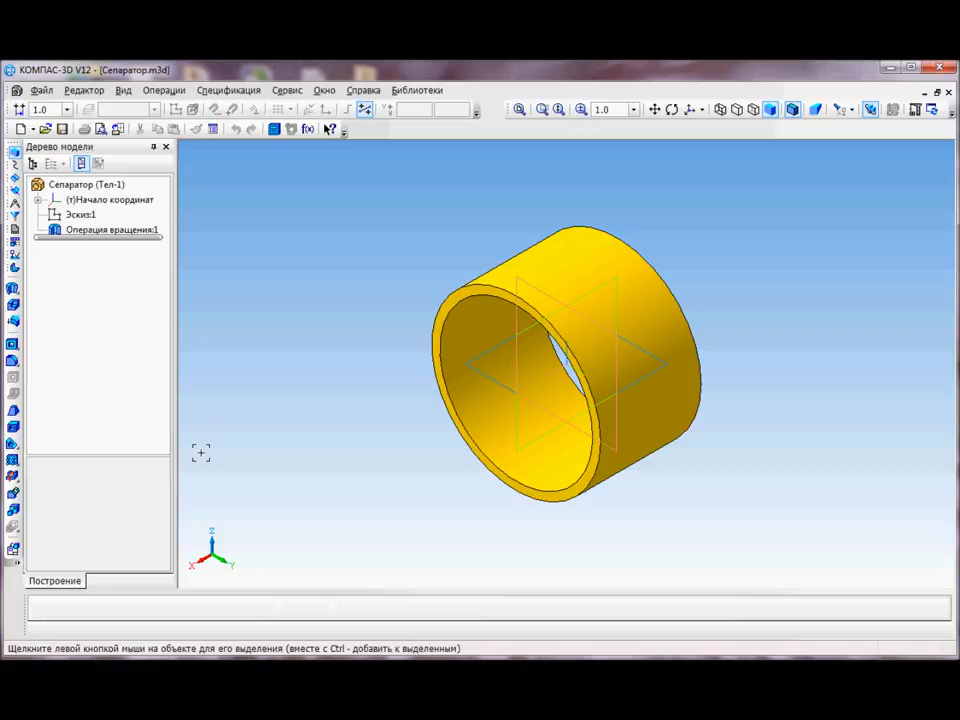 КОМПАС-3D V12 - [Сепаратор.m3d]
Файл Редактор Вид Операции Спецификация Сервис Окно Справка Библиотеки
1.0 1.0
f(x)
Дерево модели
Сепаратор (Тел-1)
(т)Начало координат
Эскиз:1
Операция вращения:1
Z
X Y
Построение
Щелкните левой кнопкой мыши на объекте для его выделения (вместе с Ctrl - добавить к выделенным)